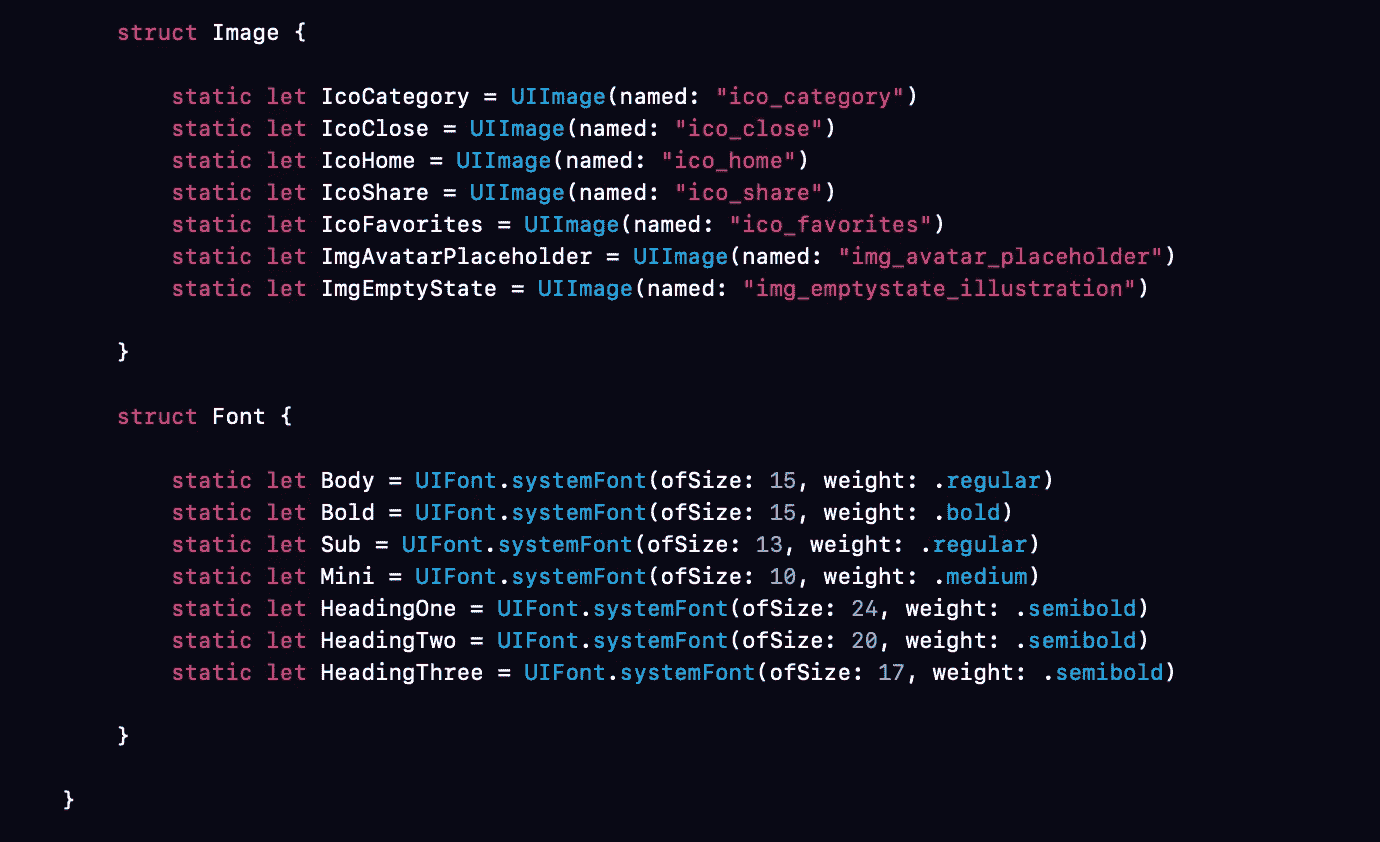 struct Image {
static let IcoCategory = UIImage(named: "ico_category")
static let IcoClose = UIImage(named: "ico_close")
static let IcoHome = UIImage(named: "ico_home")
static let IcoShare = UIImage(named: "ico_share")
static let IcoFavorites = UIImage(named: "ico_favorites")
static let ImgAvatarPlaceholder = UIImage(named: "img_avatar_placeholder")
static let ImgEmptyState = UIImage(named: "img_emptystate_illustration")
}
struct Font {
static let Body = UIFont.systemFont(ofSize: 15, weight: .regular)
static let Bold = UIFont.systemFont(ofSize: 15, weight: .bold)
static let Sub = UIFont.systemFont(ofSize: 13, weight: .regular)
static let Mini = UIFont.systemFont(ofSize: 10, weight: .medium)
static let HeadingOne = UIFont.systemFont(ofSize: 24, weight: .semibold)
static let HeadingTwo = UIFont.systemFont(ofSize: 20, weight: .semibold)
static let HeadingThree = UIFont.systemFont(ofSize: 17, weight: .semibold)
}
}